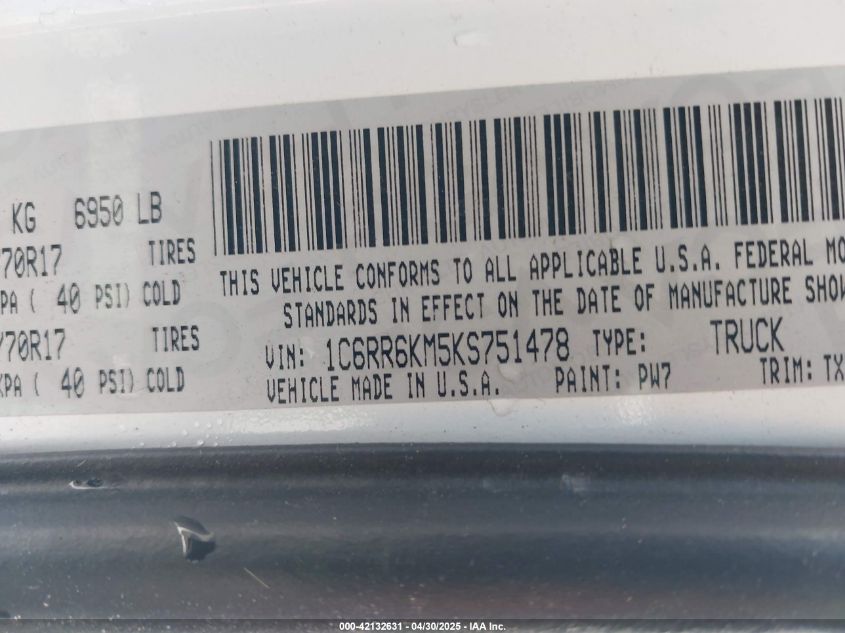 KG 6950 LB
70R17 TIRES
KPA ( 40 PSI) COLD
70R17 TIRES
KPA ( 40 PSI) COLD
THIS VEHICLE CONFORMS TO ALL APPLICABLE U.S.A. FEDERAL MO
STANDARDS IN EFFECT ON THE DATE OF MANUFACTURE SHOW
VIN: 1C6RR6KM5KS751478 TYPE: TRUCK
VEHICLE MADE IN U.S.A. PAINT: PW7 TRIM: TX
000-42132631 - 04/30/2025 - IAA Inc.